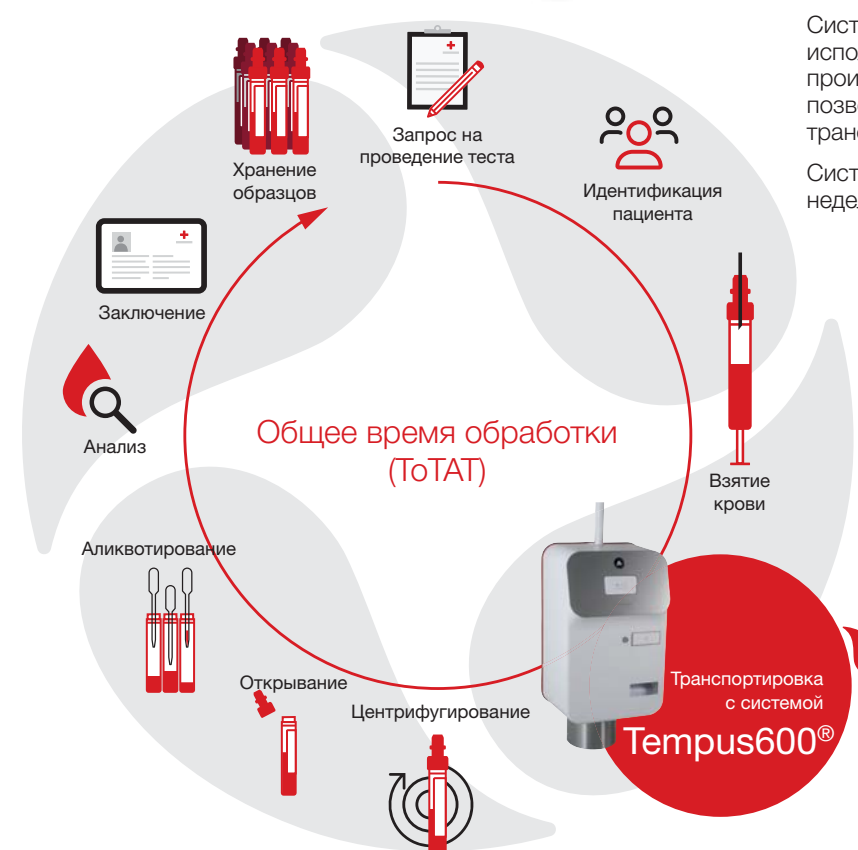 Запрос на
проведение теста
Идентификация
пациента
Взятие
крови
Транспортировка
с системой
Tempus600®
Центрифугирование
Открывание
Аликвотирование
Анализ
Заключение
Хранение
образцов
Общее время обработки
(ToTAT)